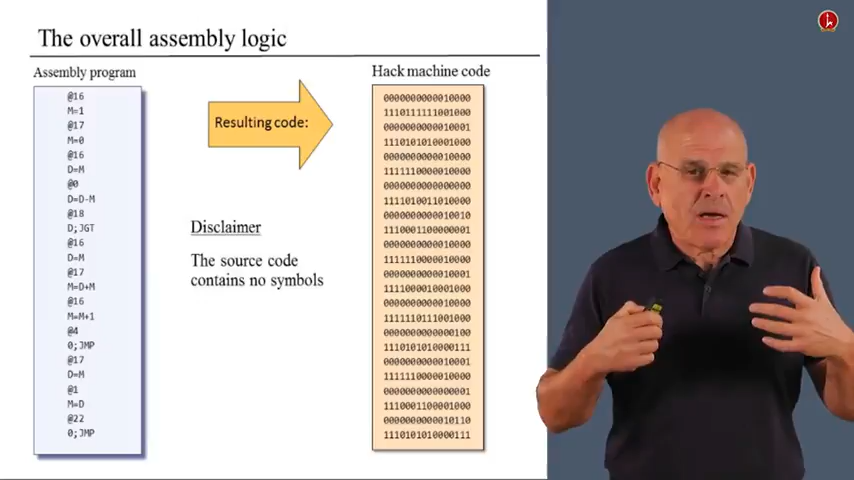 The overall assembly logic
Assembly program
@16
M=1
@17
M=0
@16
D=M
@0
D=D-M
@18
D;JGT
@16
D=M
@17
M=D+M
@16
M=M+1
@4
0;JMP
@17
D=M
@1
M=D
@22
0;JMP
Resulting code:
Disclaimer
The source code
contains no symbols
Hack machine code
0000000000010000
1110111111001000
0000000000010001
1110101010001000
0000000000010000
1111110000010000
0000000000000000
1111010011010000
0000000000010010
1110001100000001
0000000000010000
1111110000010000
0000000000010001
1111000010001000
0000000000010000
1111110111001000
0000000000000100
1110101010000111
0000000000010001
1111110000010000
0000000000000001
1110001100001000
0000000000010110
1110101010000111